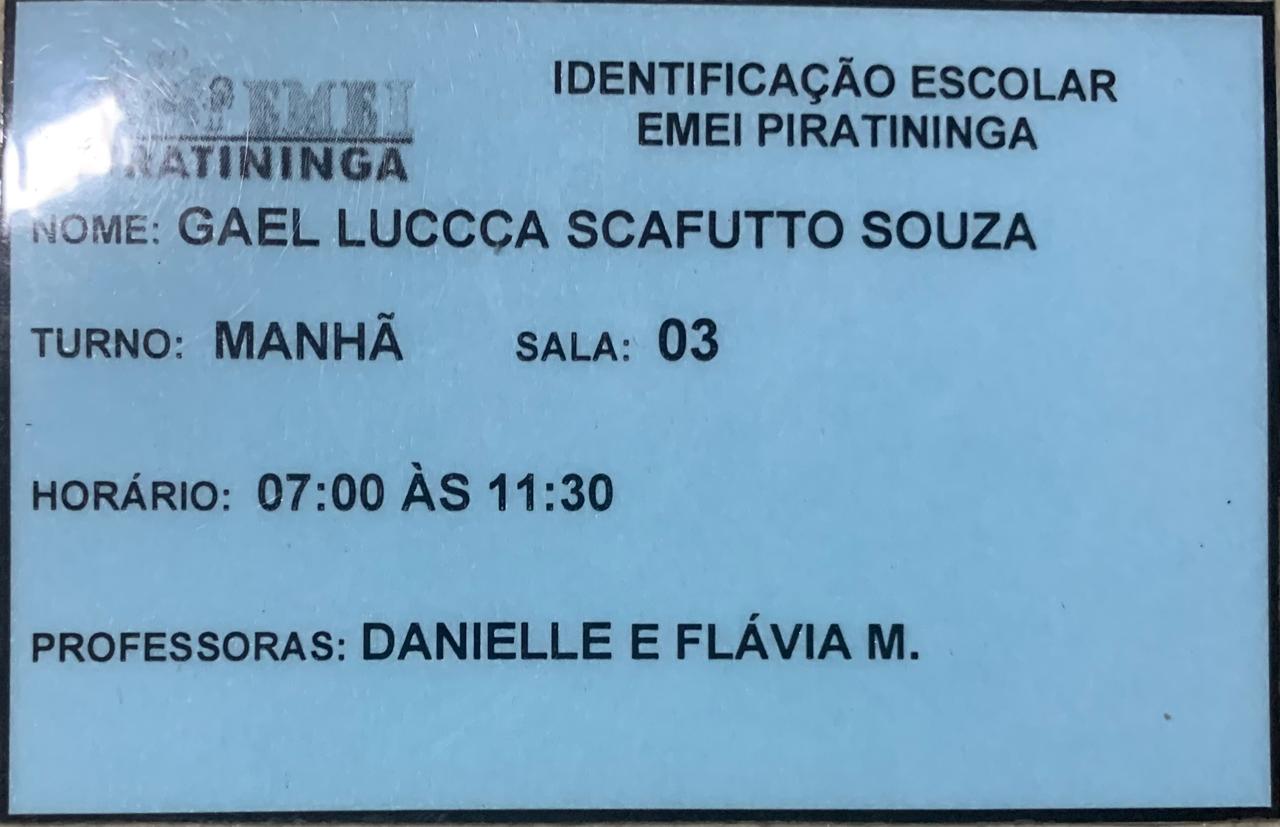 IDENTIFICAÇÃO ESCOLAR
EMEI PIRATININGA
EMEI
PIRATININGA
NOME: GAEL LUCCÇA SCAFUTTO SOUZA
TURNO: MANHÃ SALA: 03
HORÁRIO: 07:00 ÀS 11:30
PROFESSORAS: DANIELLE E FLÁVIA M.